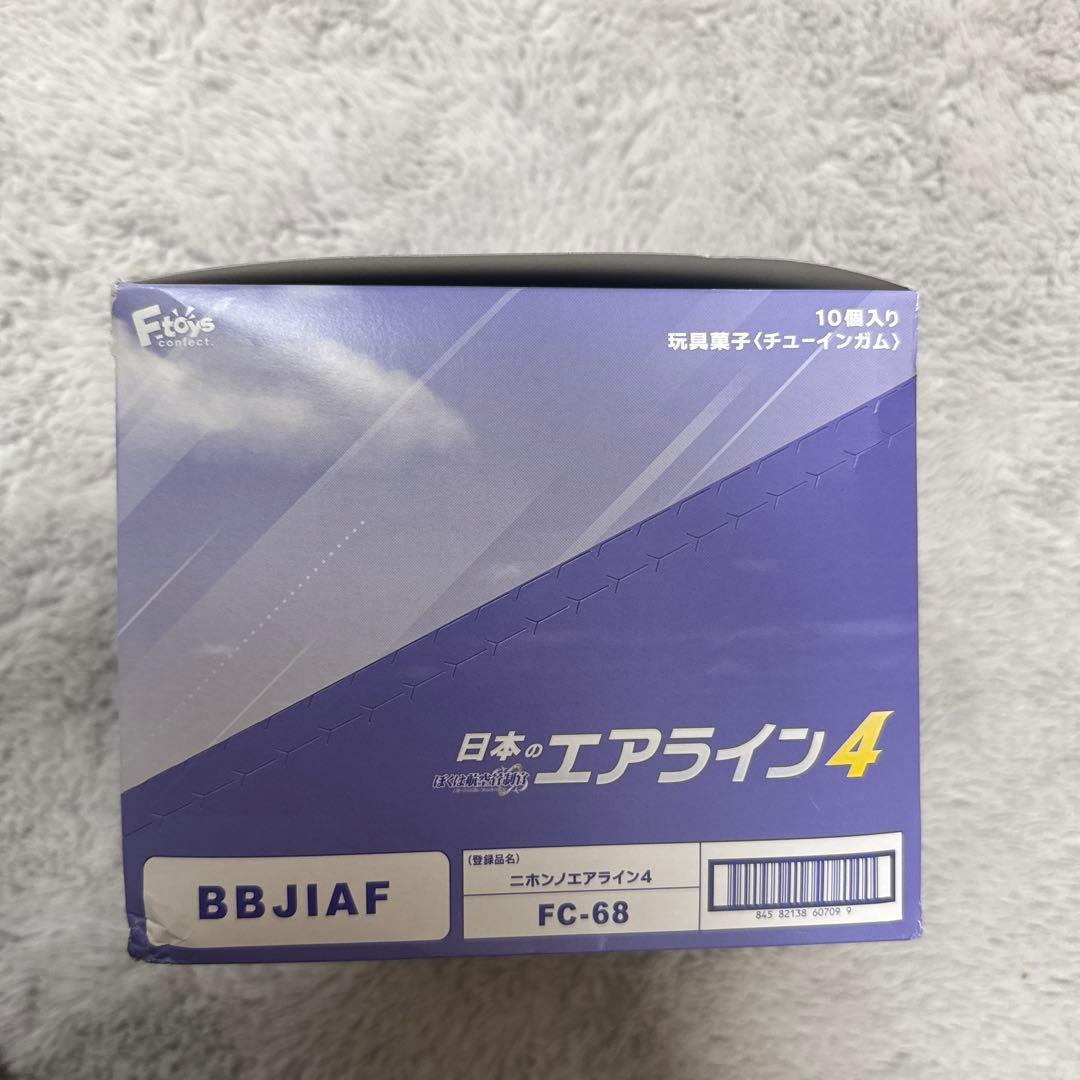 F-toys
confect.
10個入り
玩具菓子〈チューインガム〉
日本の
エアライン4
ぼくは航空管制官
BBJIAF
(登録品名)
ニホンノエアライン4
FC-68
845 82138 60709 9